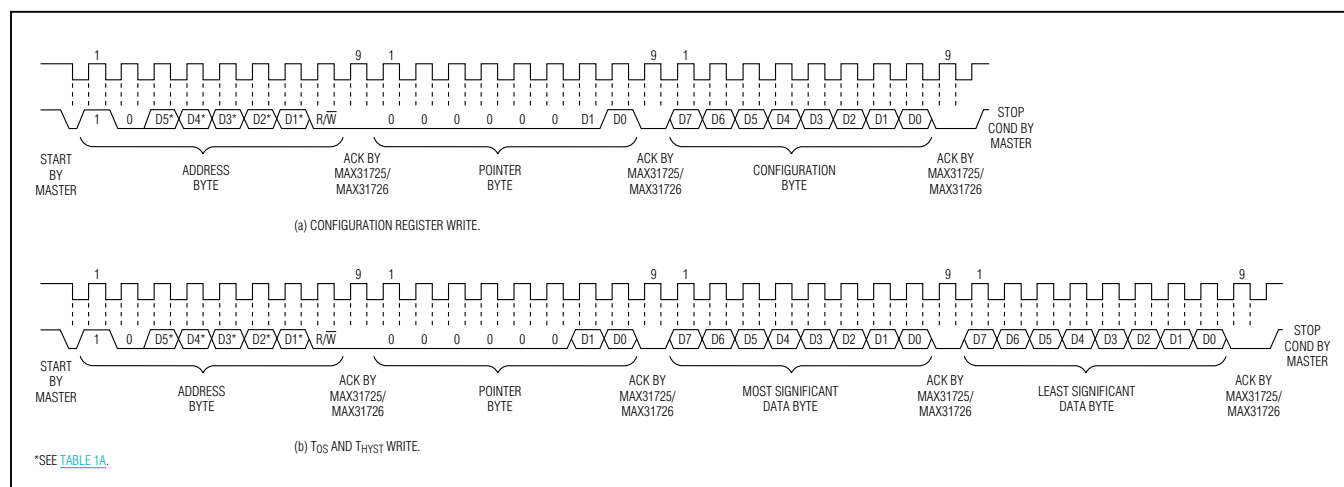 1 9 1 9 1 9
1 0 D5* D4* D3* D2* D1* R/W̅ 0 0 0 0 0 0 D1 D0 D7 D6 D5 D4 D3 D2 D1 D0
START
BY
MASTER
ADDRESS
BYTE
ACK BY
MAX31725/
MAX31726
POINTER
BYTE
ACK BY
MAX31725/
MAX31726
CONFIGURATION
BYTE
ACK BY
MAX31725/
MAX31726
STOP
COND BY
MASTER
(a) CONFIGURATION REGISTER WRITE.
1 9 1 9 1 9 1 9
1 0 D5* D4* D3* D2* D1* R/W̅ 0 0 0 0 0 0 D1 D0 D7 D6 D5 D4 D3 D2 D1 D0 D7 D6 D5 D4 D3 D2 D1 D0
START
BY
MASTER
ADDRESS
BYTE
ACK BY
MAX31725/
MAX31726
POINTER
BYTE
ACK BY
MAX31725/
MAX31726
MOST SIGNIFICANT
DATA BYTE
ACK BY
MAX31725/
MAX31726
LEAST SIGNIFICANT
DATA BYTE
ACK BY
MAX31725/
MAX31726
STOP
COND BY
MASTER
(b) TOS AND THYST WRITE.
*SEE TABLE 1A.